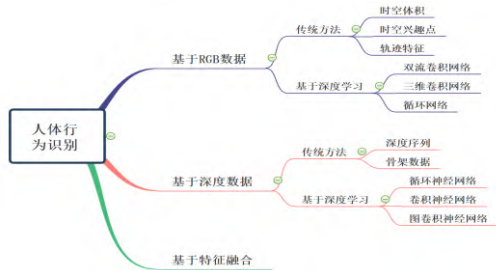 人体行
为识别
基于RGB数据
传统方法
时空体积
时空兴趣点
轨迹特征
基于深度学习
双流卷积网络
三维卷积网络
循环网络
基于深度数据
传统方法
深度序列
骨架数据
基于深度学习
循环神经网络
卷积神经网络
图卷积神经网络
基于特征融合